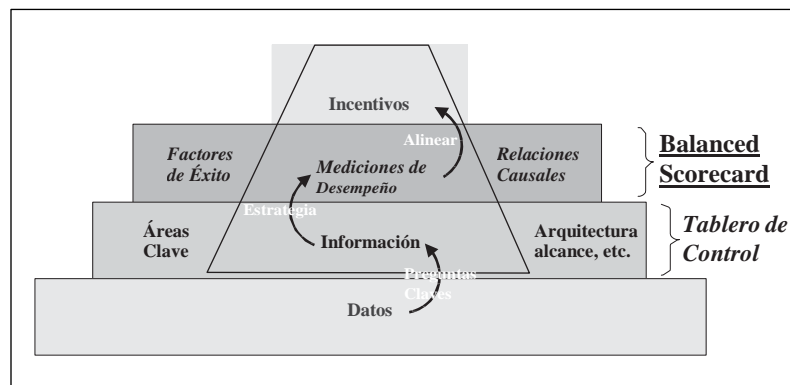 Incentivos
Alinear
Factores
de Éxito
Mediciones de
Desempeño
Relaciones
Causales
Balanced
Scorecard
Estrategia
Áreas
Clave
Información
Arquitectura
alcance, etc.
Tablero de
Control
Preguntas
Claves
Datos